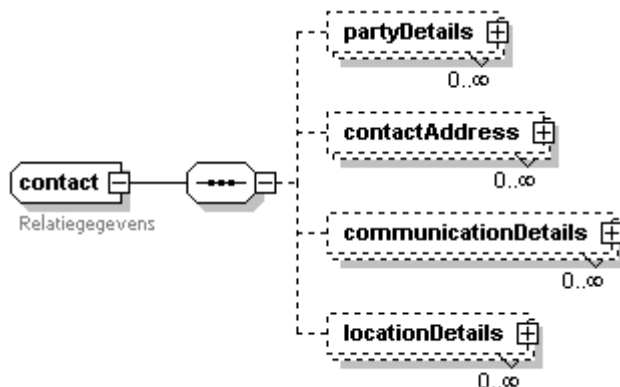 partyDetails
0..∞
contactAddress
0..∞
contact
Relatiegegevens
communicationDetails
0..∞
locationDetails
0..∞